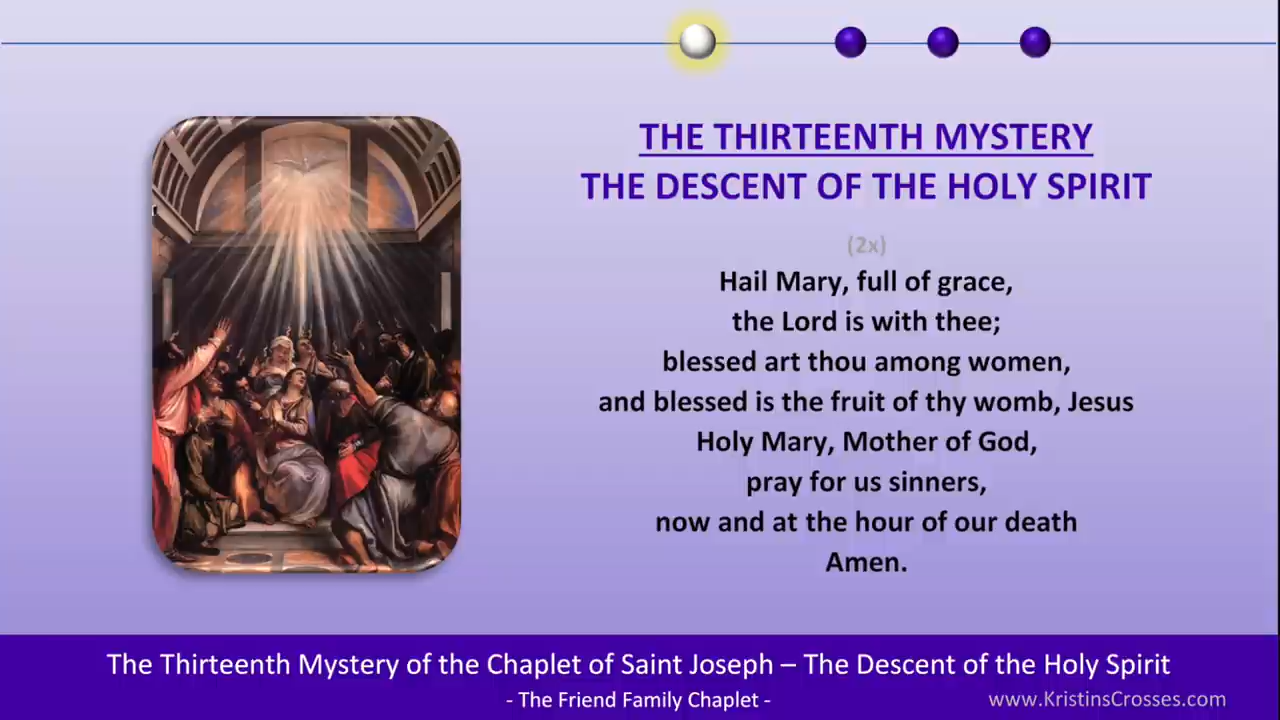 THE THIRTEENTH MYSTERY
THE DESCENT OF THE HOLY SPIRIT
(2x)
Hail Mary, full of grace,
the Lord is with thee;
blessed art thou among women,
and blessed is the fruit of thy womb, Jesus
Holy Mary, Mother of God,
pray for us sinners,
now and at the hour of our death
Amen.
The Thirteenth Mystery of the Chaplet of Saint Joseph – The Descent of the Holy Spirit
- The Friend Family Chaplet -
www.KristinsCrosses.com